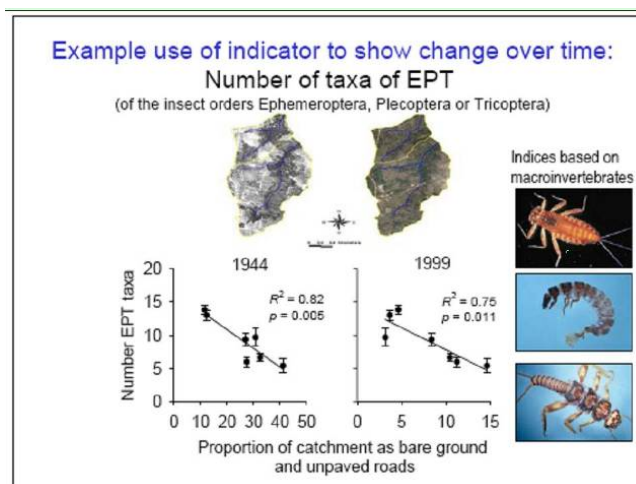 Example use of indicator to show change over time:
Number of taxa of EPT
(of the insect orders Ephemeroptera, Plecoptera or Tricoptera)
Indices based on
macroinvertebrates
1944
1999
Number EPT taxa
20
15
10
5
0
R² = 0.82
p = 0.005
R² = 0.75
p = 0.011
0 10 20 30 40 50
0 5 10 15
Proportion of catchment as bare ground
and unpaved roads